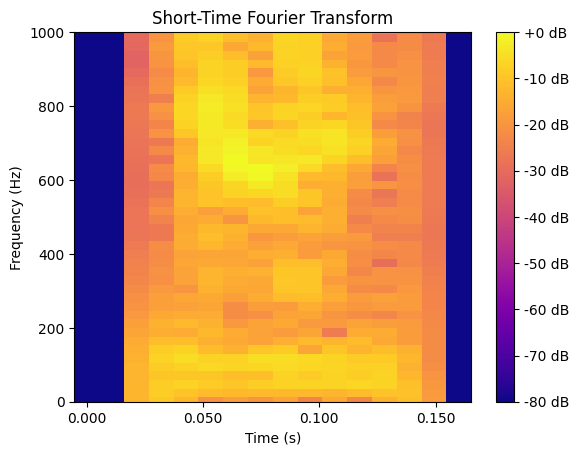 Short-Time Fourier Transform
1000
800
600
400
200
0
Frequency (Hz)
0.000
0.050
0.100
0.150
Time (s)
+0 dB
-10 dB
-20 dB
-30 dB
-40 dB
-50 dB
-60 dB
-70 dB
-80 dB